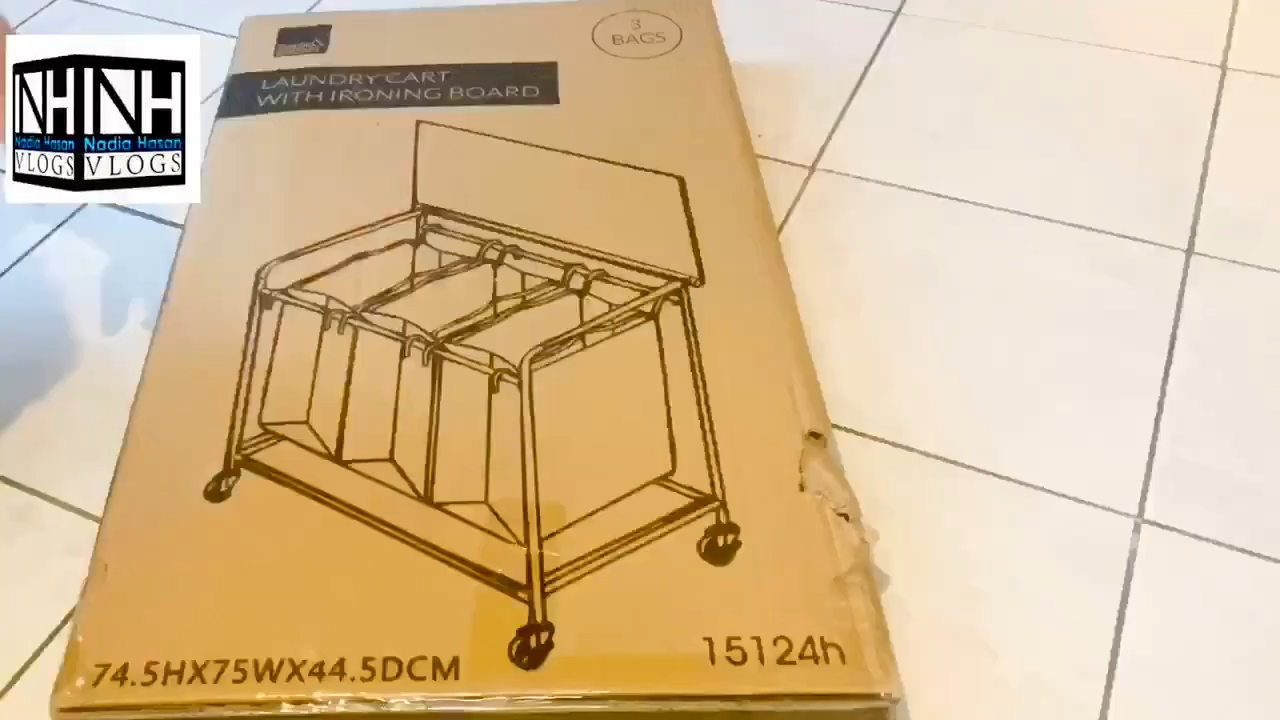 3
BAGS
LAUNDRY CART
WITH IRONING BOARD
NH NH
Nadia Hasan Nadia Hasan
VLOGS VLOGS
74.5HX75WX44.5DCM
15124h